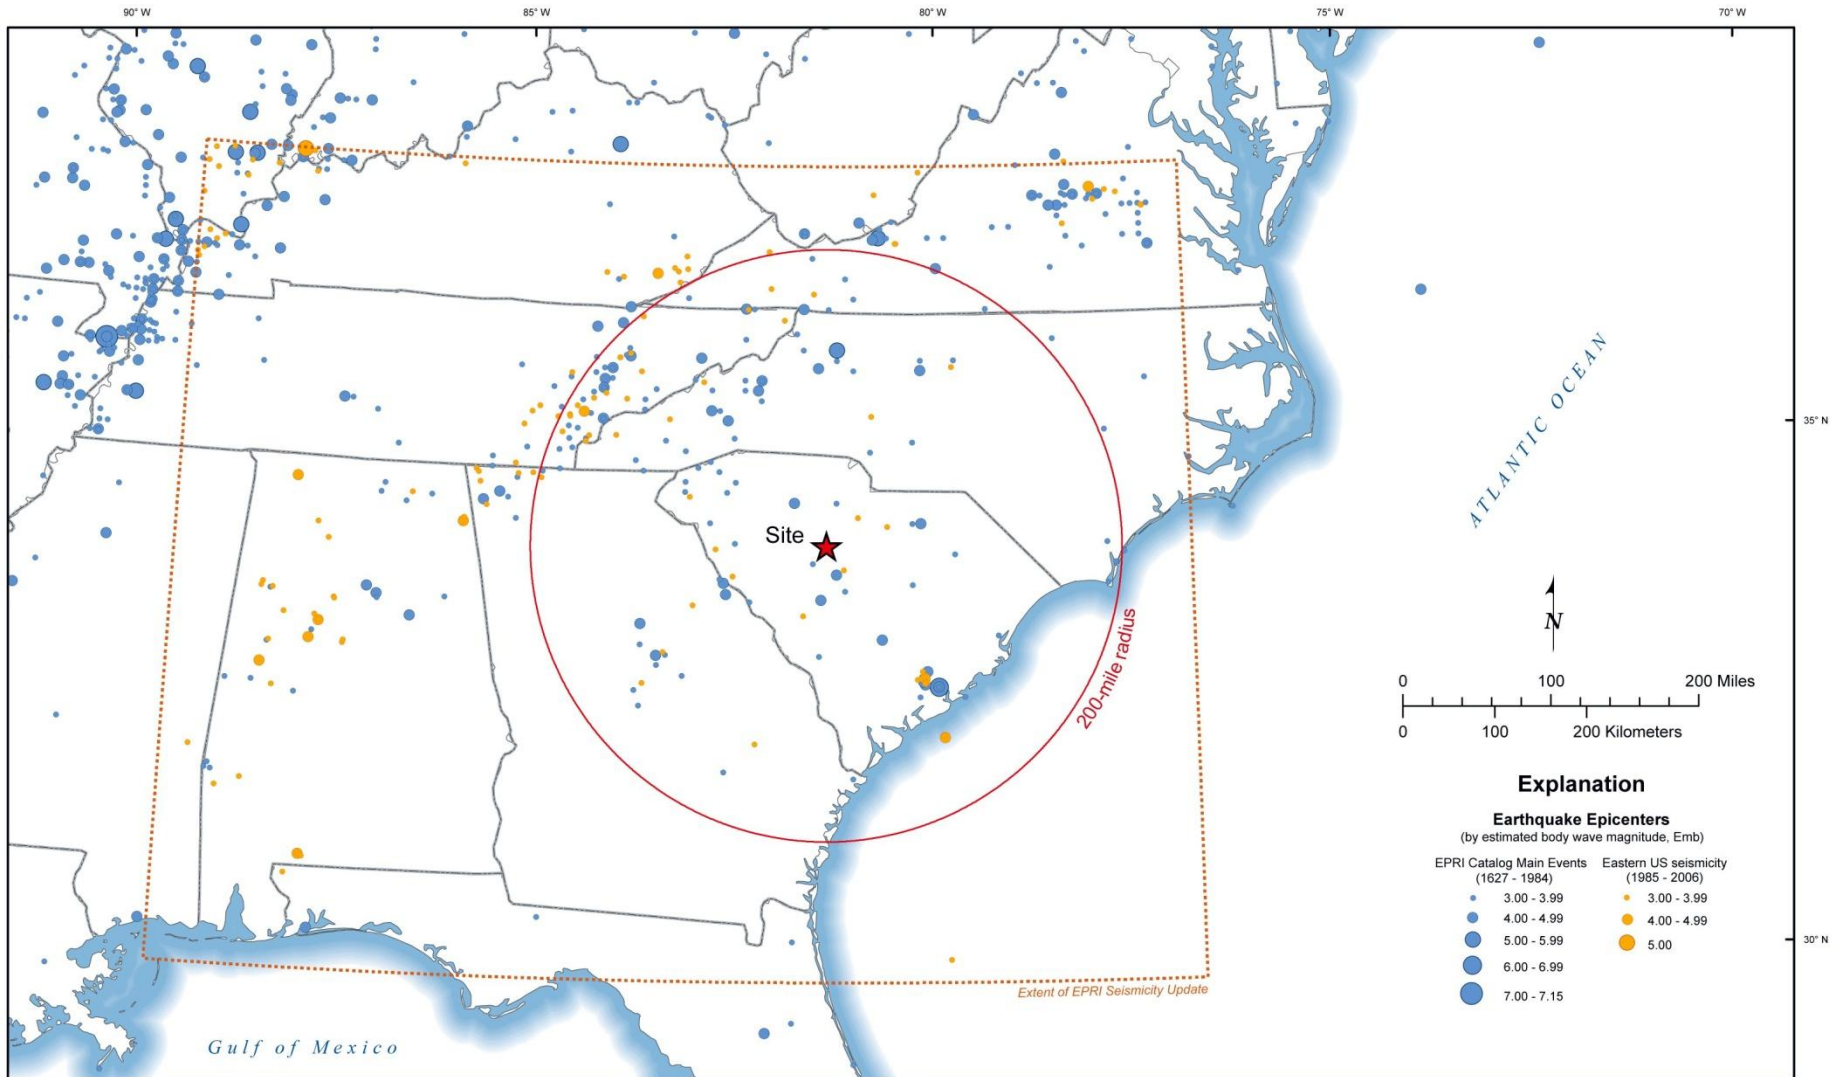 90° W
85° W
80° W
75° W
70° W
35° N
30° N
ATLANTIC OCEAN
Site
200-mile radius
N
0 100 200 Miles
0 100 200 Kilometers
Extent of EPRI Seismicity Update
Gulf of Mexico
Explanation
Earthquake Epicenters
(by estimated body wave magnitude, Emb)
EPRI Catalog Main Events
(1627 - 1984)
3.00 - 3.99
4.00 - 4.99
5.00 - 5.99
6.00 - 6.99
7.00 - 7.15
Eastern US seismicity
(1985 - 2006)
3.00 - 3.99
4.00 - 4.99
5.00